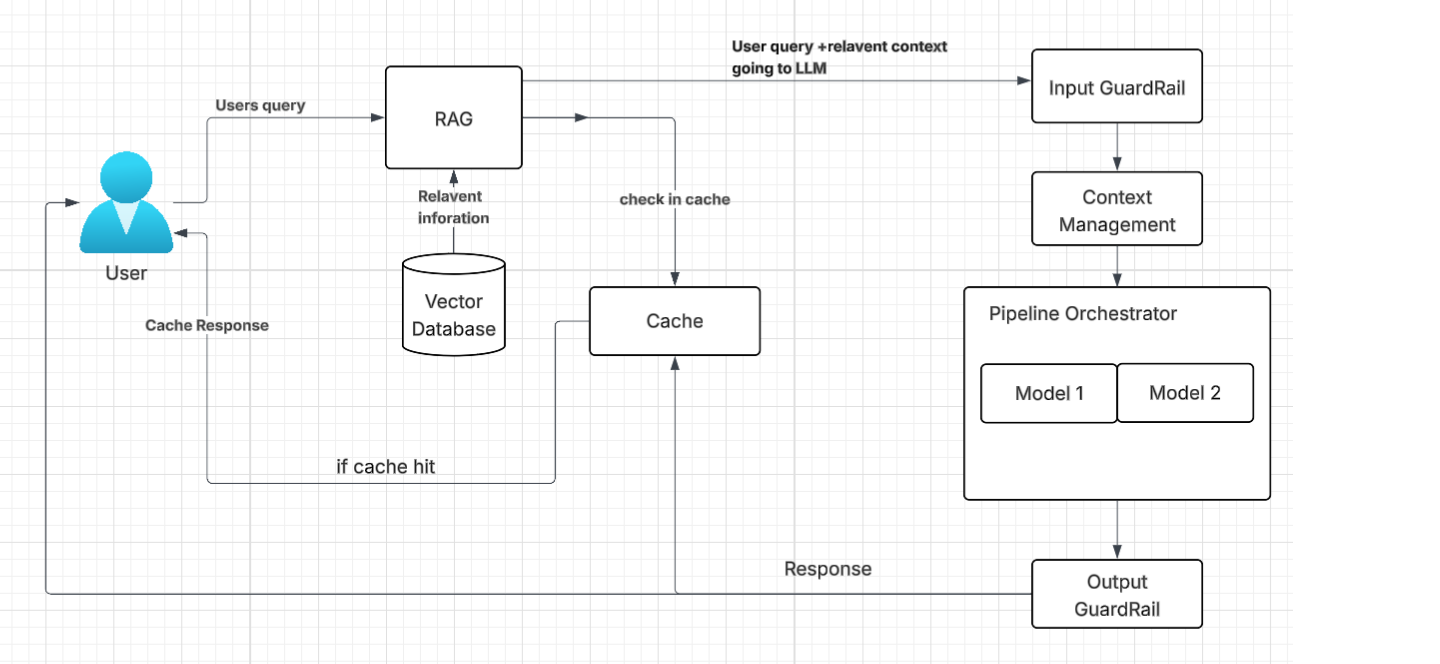 User query +relavent context
going to LLM
Input GuardRail
Users query
RAG
Relavent
inforation
check in cache
Context
Management
User
Vector
Database
Cache
Cache Response
Pipeline Orchestrator
Model 1
Model 2
if cache hit
Response
Output
GuardRail